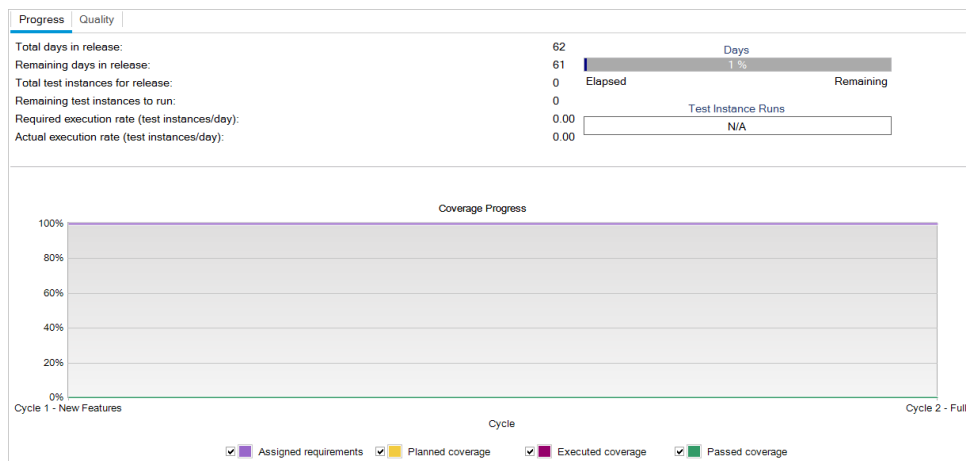 Progress Quality
Total days in release: 62
Remaining days in release: 61
Total test instances for release: 0
Remaining test instances to run: 0
Required execution rate (test instances/day): 0.00
Actual execution rate (test instances/day): 0.00
Days
1 %
Elapsed Remaining
Test Instance Runs
N/A
Coverage Progress
100%
80%
60%
40%
20%
0%
Cycle 1 - New Features Cycle 2 - Full
Cycle
Assigned requirements Planned coverage Executed coverage Passed coverage